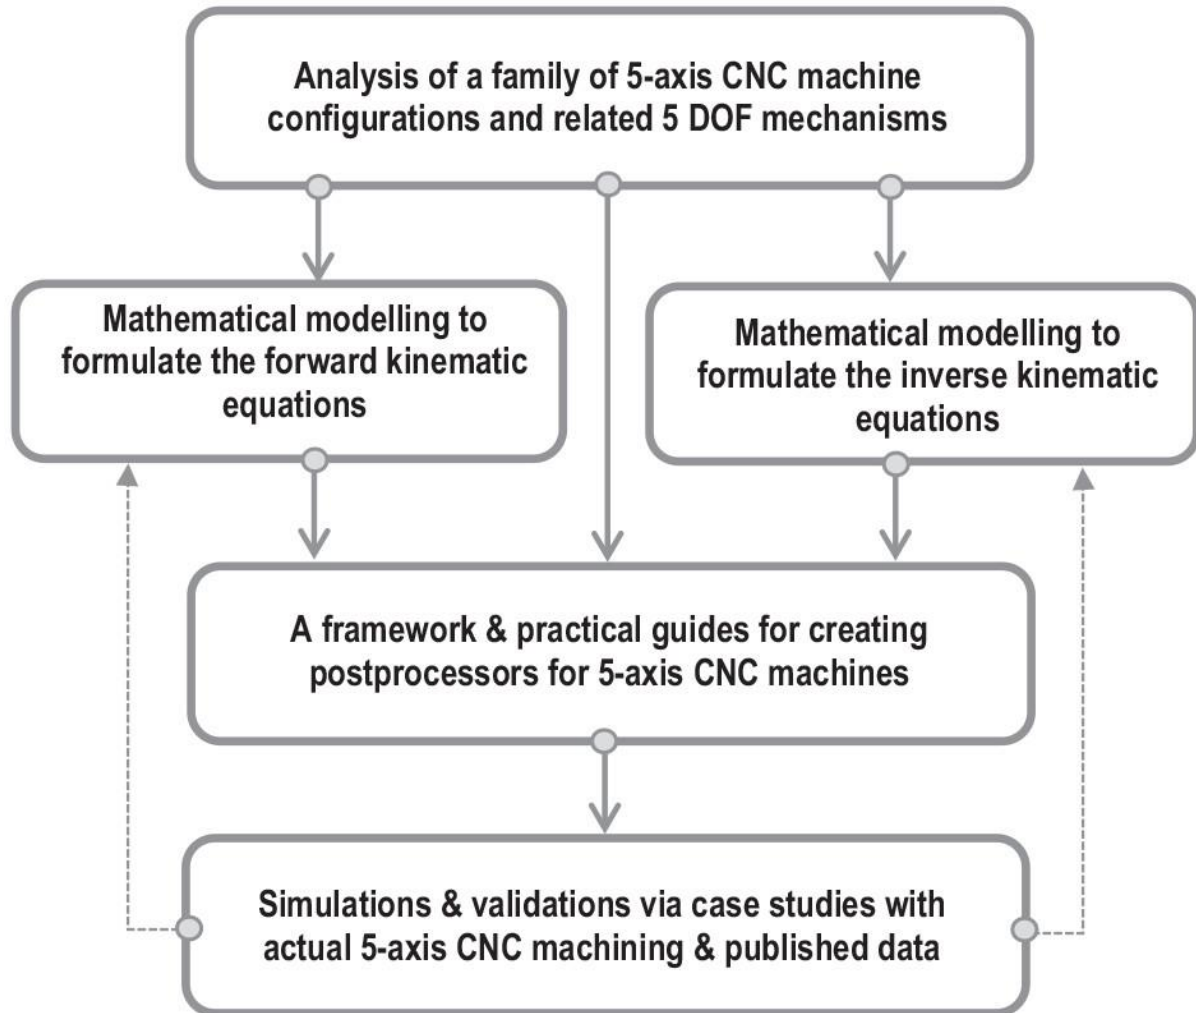 Analysis of a family of 5-axis CNC machine
configurations and related 5 DOF mechanisms
Mathematical modelling to
formulate the forward kinematic
equations
Mathematical modelling to
formulate the inverse kinematic
equations
A framework & practical guides for creating
postprocessors for 5-axis CNC machines
Simulations & validations via case studies with
actual 5-axis CNC machining & published data